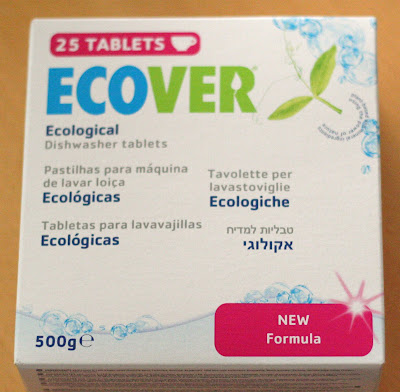 25 TABLETS
ECOVER
Ecological
Dishwasher tablets
Pastilhas para máquina
de lavar loiça
Ecológicas
Tavolette per
lavastoviglie
Ecologiche
Tabletas para lavavajillas
Ecológicas
טבליות למדיח
אקולוגי
NEW
Formula
500g℮